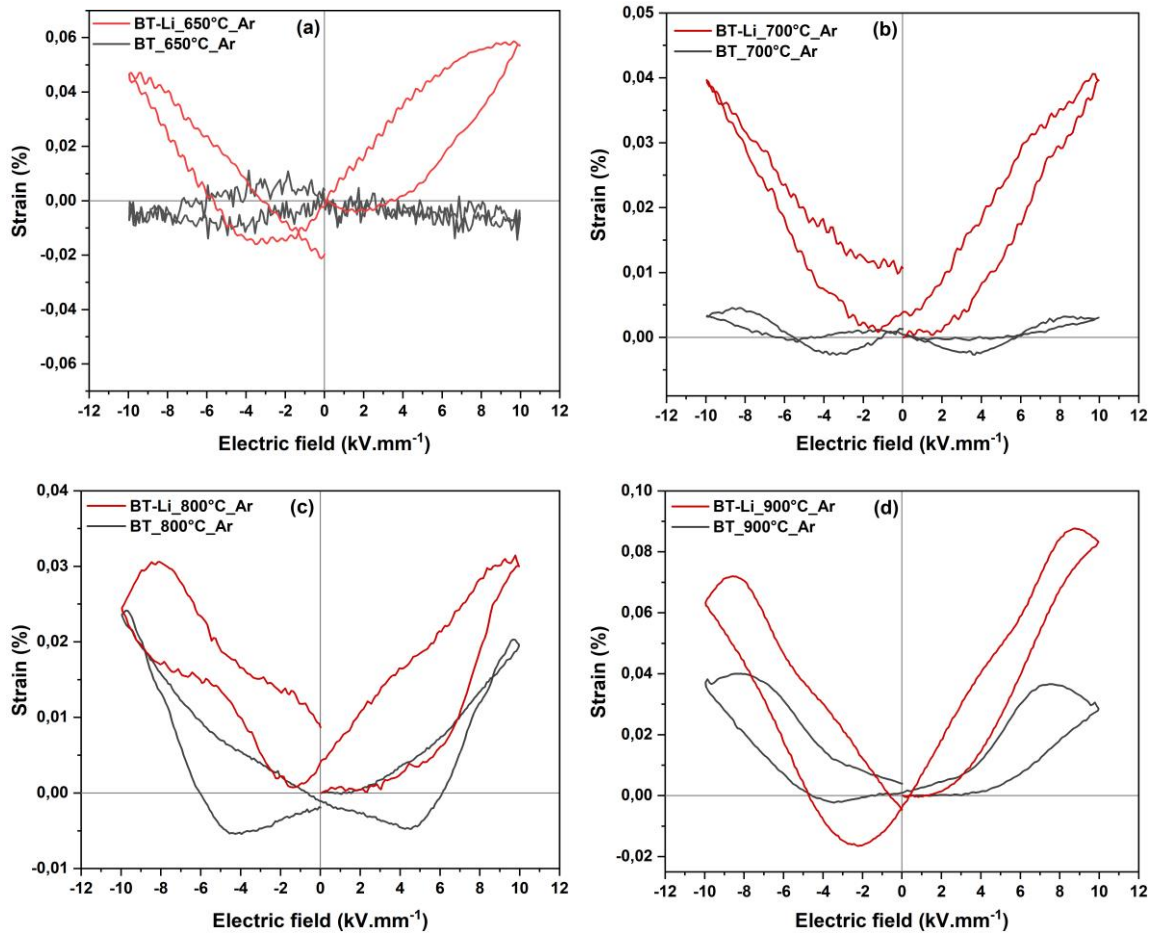 BT-Li_650°C_Ar
BT_650°C_Ar
(a)
0,06
0,04
0,02
0,00
-0,02
-0,04
-0,06
Strain (%)
-12 -10 -8 -6 -4 -2 0 2 4 6 8 10 12
Electric field (kV.mm⁻¹)
BT-Li_700°C_Ar
BT_700°C_Ar
(b)
0,05
0,04
0,03
0,02
0,01
0,00
Strain (%)
-12 -10 -8 -6 -4 -2 0 2 4 6 8 10 12
Electric field (kV.mm⁻¹)
BT-Li_800°C_Ar
BT_800°C_Ar
(c)
0,04
0,03
0,02
0,01
0,00
-0,01
Strain (%)
-12 -10 -8 -6 -4 -2 0 2 4 6 8 10 12
Electric field (kV.mm⁻¹)
BT-Li_900°C_Ar
BT_900°C_Ar
(d)
0,10
0,08
0,06
0,04
0,02
0,00
-0,02
Strain (%)
-12 -10 -8 -6 -4 -2 0 2 4 6 8 10 12
Electric field (kV.mm⁻¹)